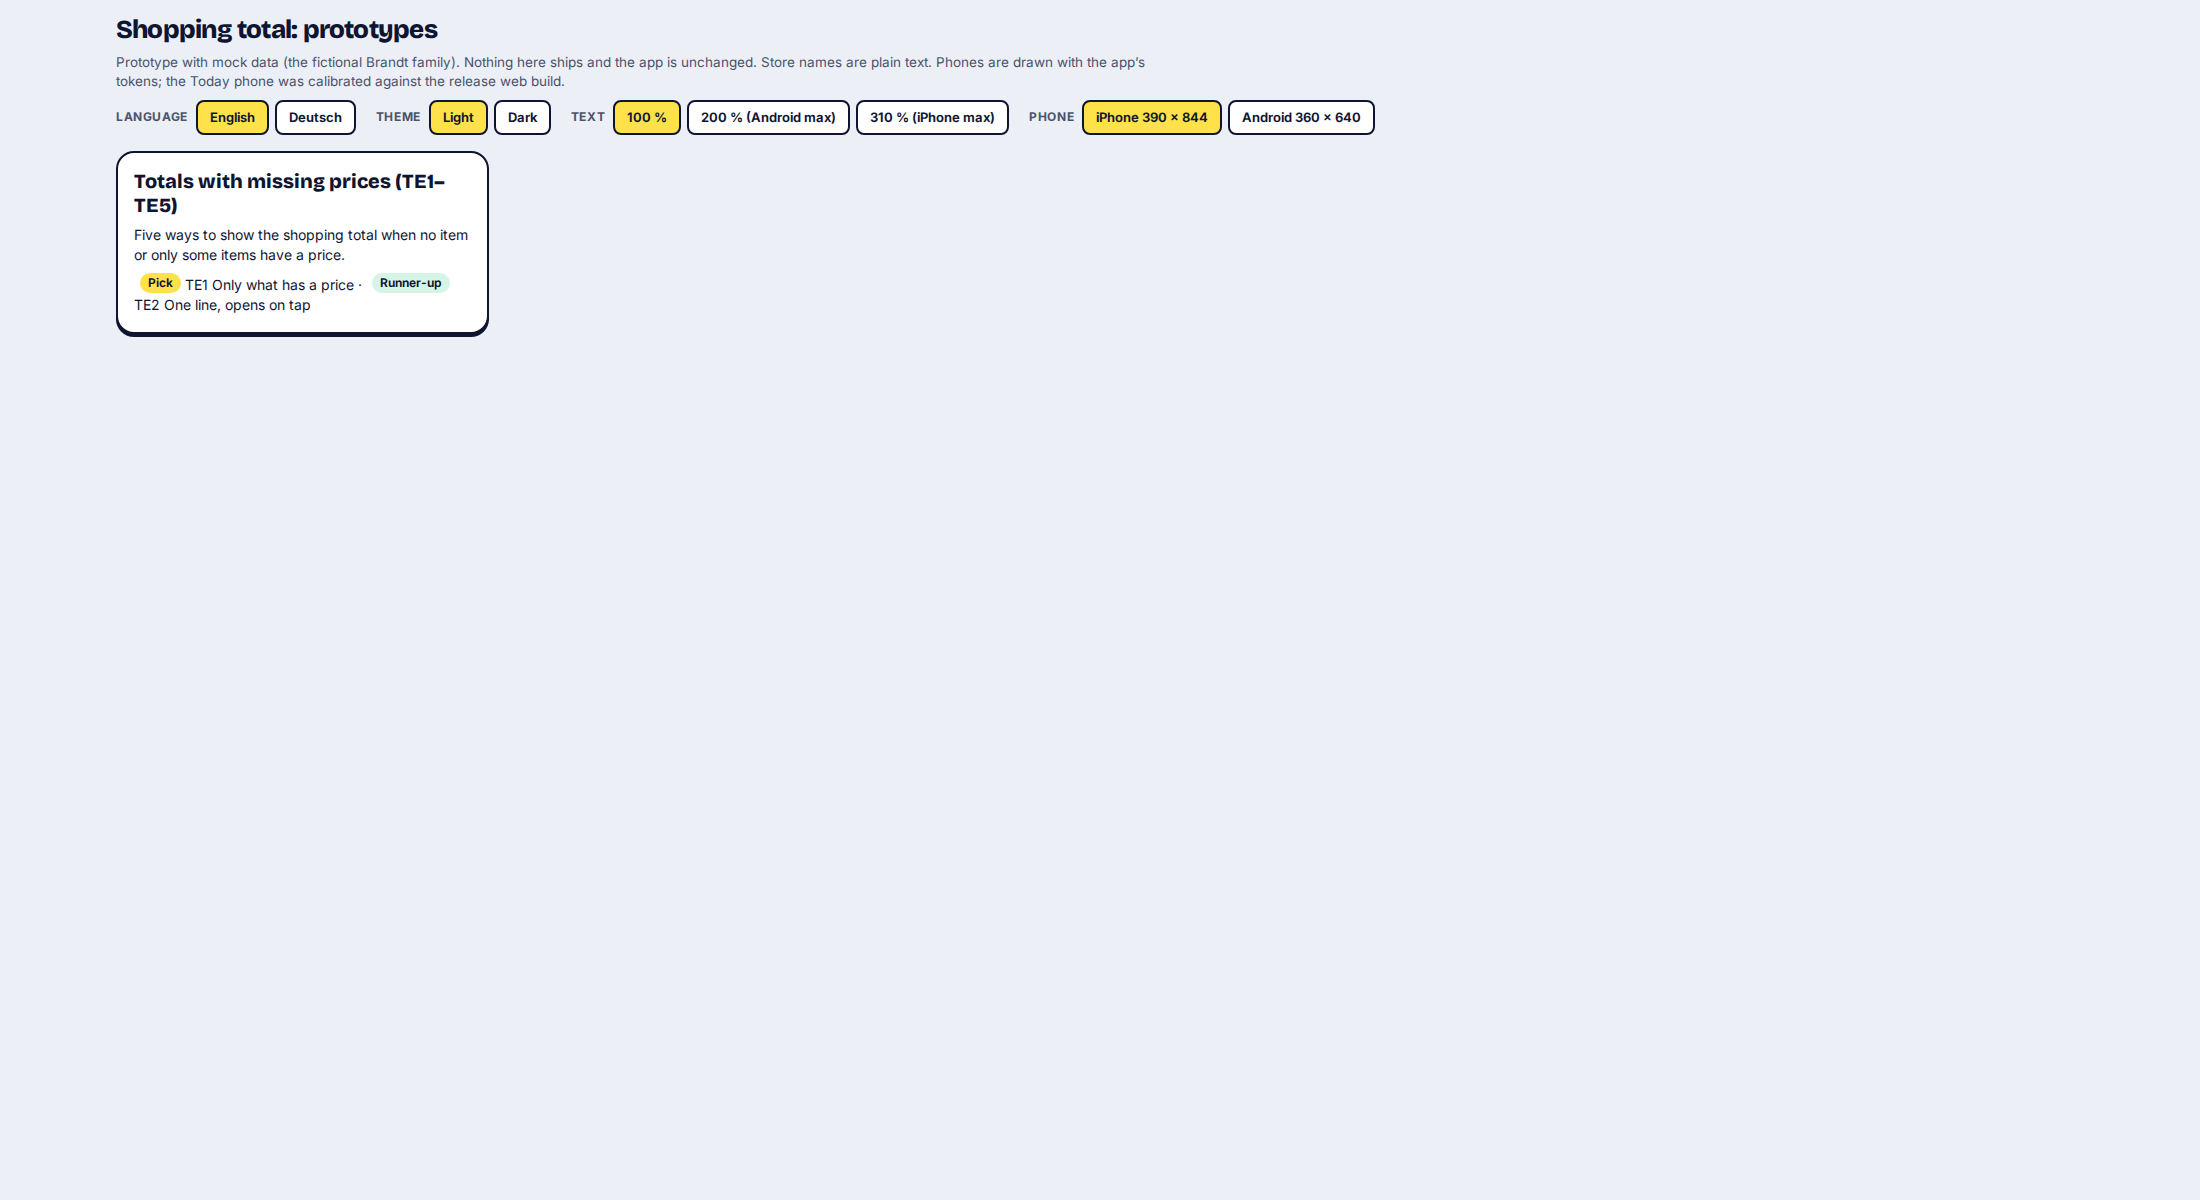 Shopping total: prototypes
Prototype with mock data (the fictional Brandt family). Nothing here ships and the app is unchanged. Store names are plain text. Phones are drawn with the app’s
tokens; the Today phone was calibrated against the release web build.
LANGUAGE English Deutsch THEME Light Dark TEXT 100 % 200 % (Android max) 310 % (iPhone max) PHONE iPhone 390 × 844 Android 360 × 640
Totals with missing prices (TE1–
TE5)
Five ways to show the shopping total when no item
or only some items have a price.
Pick TE1 Only what has a price · Runner-up
TE2 One line, opens on tap